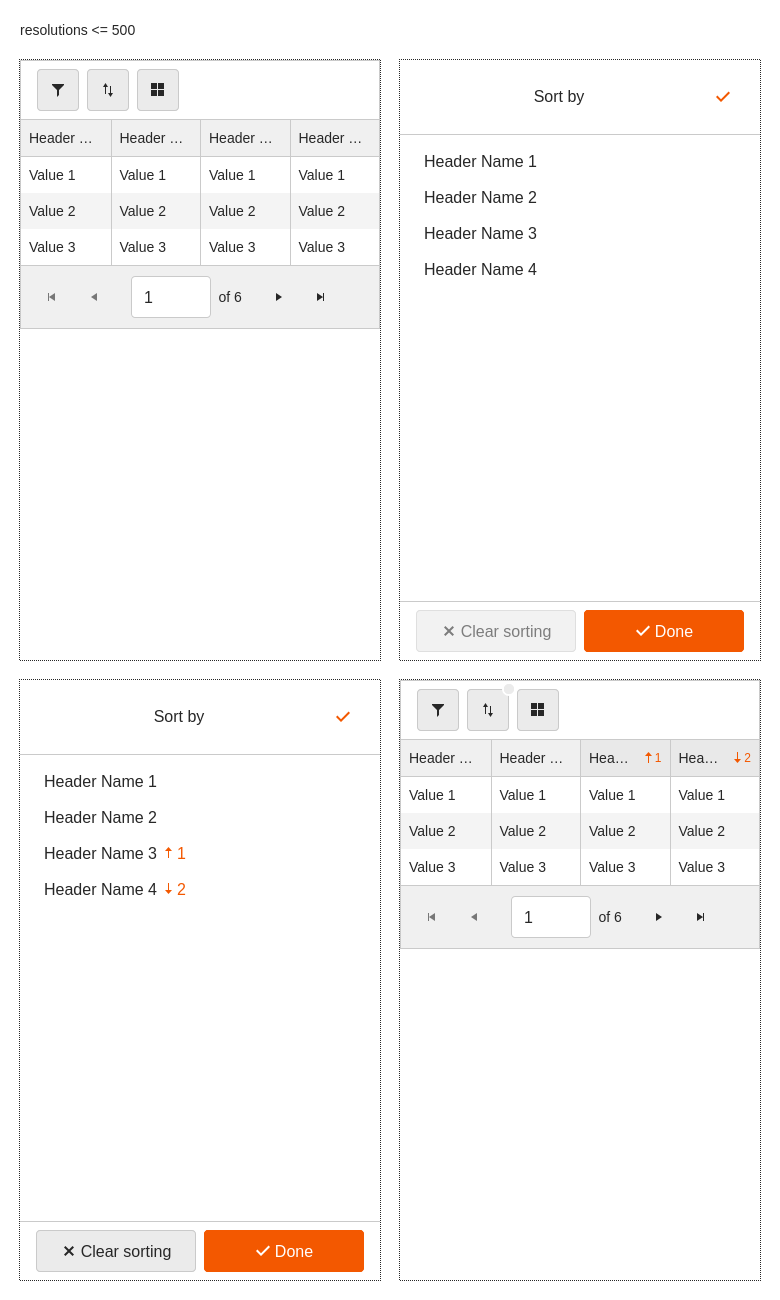 resolutions <= 500
Header … Header … Header … Header …
Value 1 Value 1 Value 1 Value 1
Value 2 Value 2 Value 2 Value 2
Value 3 Value 3 Value 3 Value 3
1 of 6
Sort by
Header Name 1
Header Name 2
Header Name 3
Header Name 4
Clear sorting Done
Sort by
Header Name 1
Header Name 2
Header Name 3 1
Header Name 4 2
Clear sorting Done
Header … Header … Hea… 1 Hea… 2
Value 1 Value 1 Value 1 Value 1
Value 2 Value 2 Value 2 Value 2
Value 3 Value 3 Value 3 Value 3
1 of 6